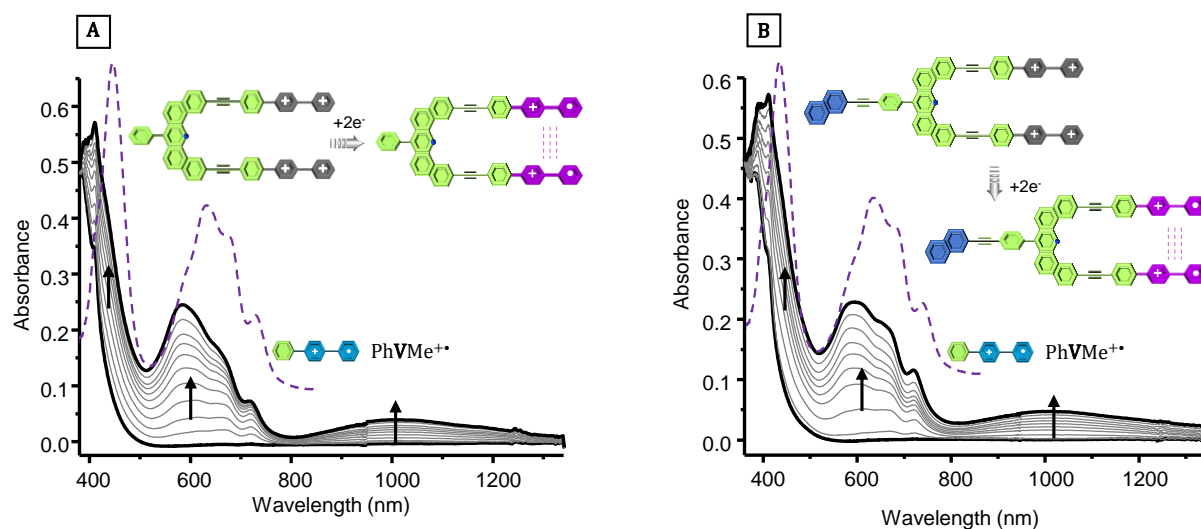 A
0.6
0.5
0.4
0.3
0.2
0.1
0.0
Absorbance
400 600 800 1000 1200
Wavelength (nm)
+2e-
+ +
+ +
+ •
+ •
+ •
PhVMe+•
B
0.6
0.5
0.4
0.3
0.2
0.1
0.0
Absorbance
400 600 800 1000 1200
Wavelength (nm)
+ +
+ +
+2e-
+ •
+ •
+ •
PhVMe+•